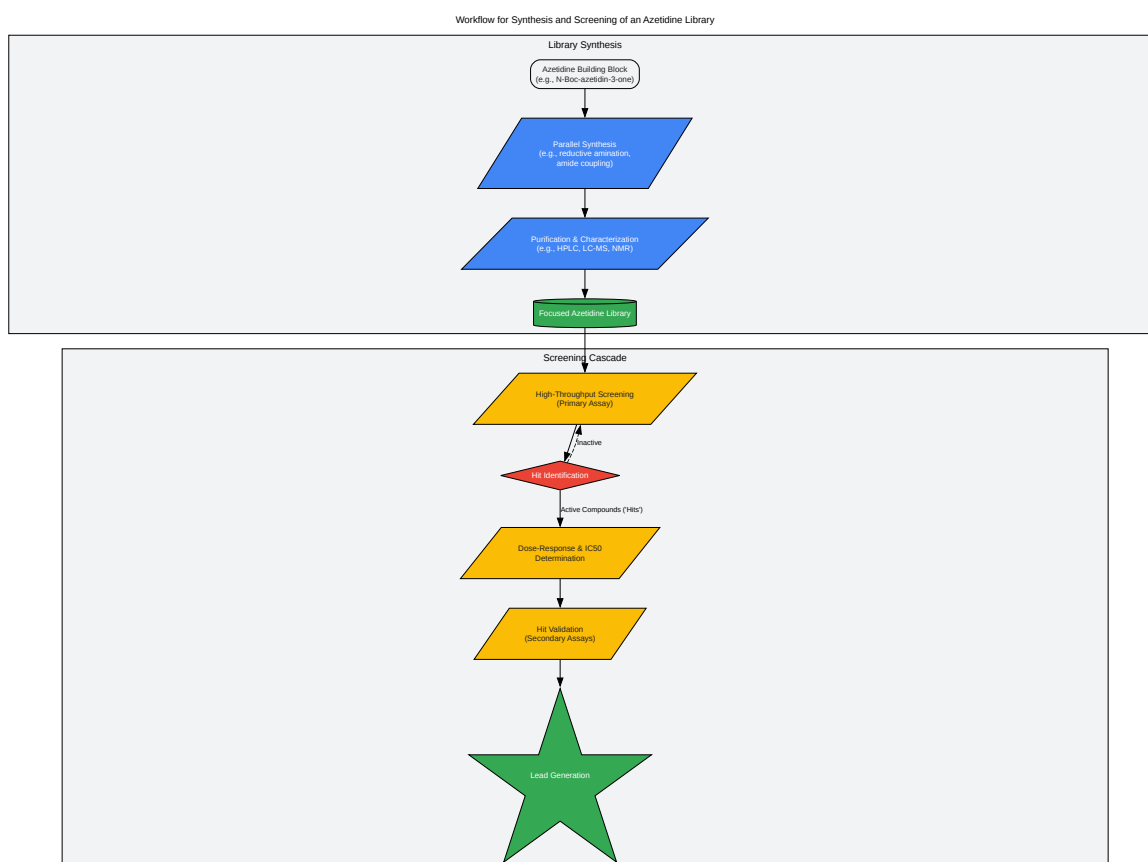 Workflow for Synthesis and Screening of an Azetidine Library
Library Synthesis
Azetidine Building Block
(e.g., N-Boc-azetidin-3-one)
Parallel Synthesis
(e.g., reductive amination,
amide coupling)
Purification & Characterization
(e.g., HPLC, LC-MS, NMR)
Focused Azetidine Library
Screening Cascade
High-Throughput Screening
(Primary Assay)
Inactive
Hit Identification
Active Compounds ('Hits')
Dose-Response & IC50
Determination
Hit Validation
(Secondary Assays)
Lead Generation